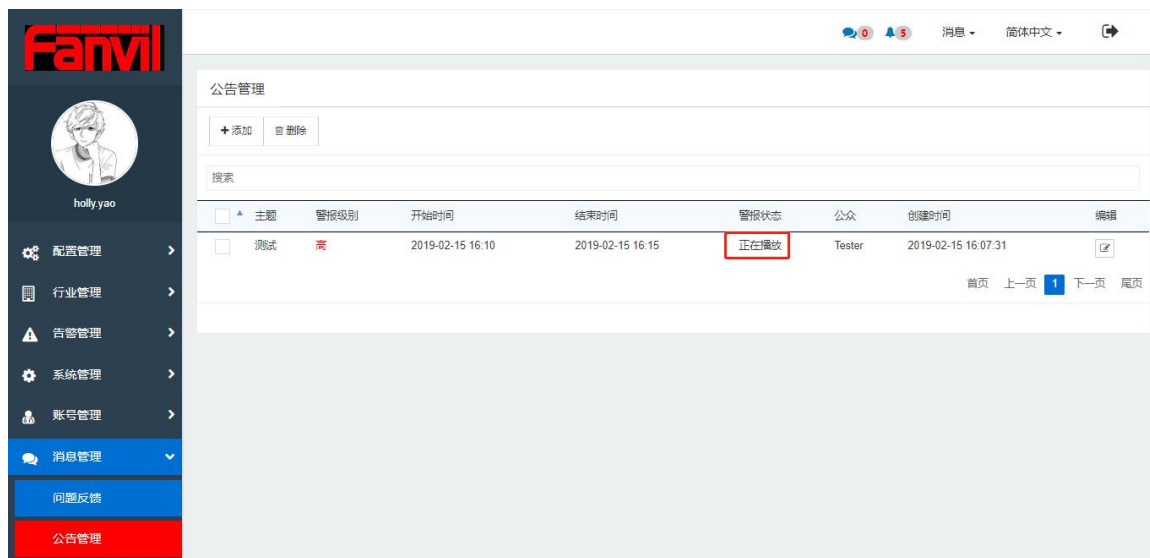 Fanvil
0 5 消息 简体中文
holly.yao
配置管理
行业管理
告警管理
系统管理
账号管理
消息管理
问题反馈
公告管理
公告管理
添加 删除
搜索
主题 警报级别 开始时间 结束时间 警报状态 公众 创建时间 编辑
测试 高 2019-02-15 16:10 2019-02-15 16:15 正在播放 Tester 2019-02-15 16:07:31
首页 上一页 1 下一页 尾页